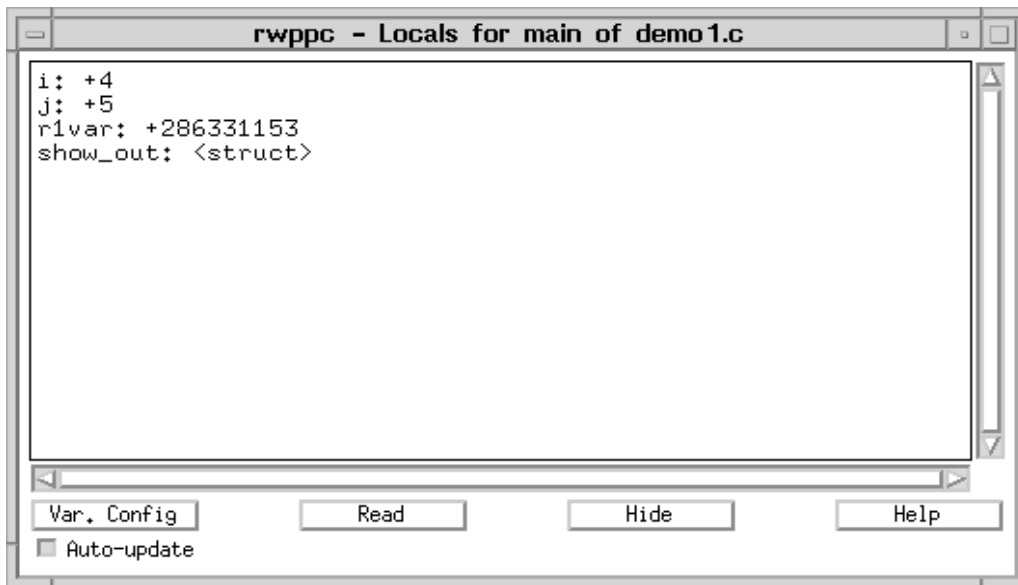 rwppc - Locals for main of demo1.c
i: +4
j: +5
r1var: +286331153
show_out: <struct>
Var. Config
Read
Hide
Help
Auto-update